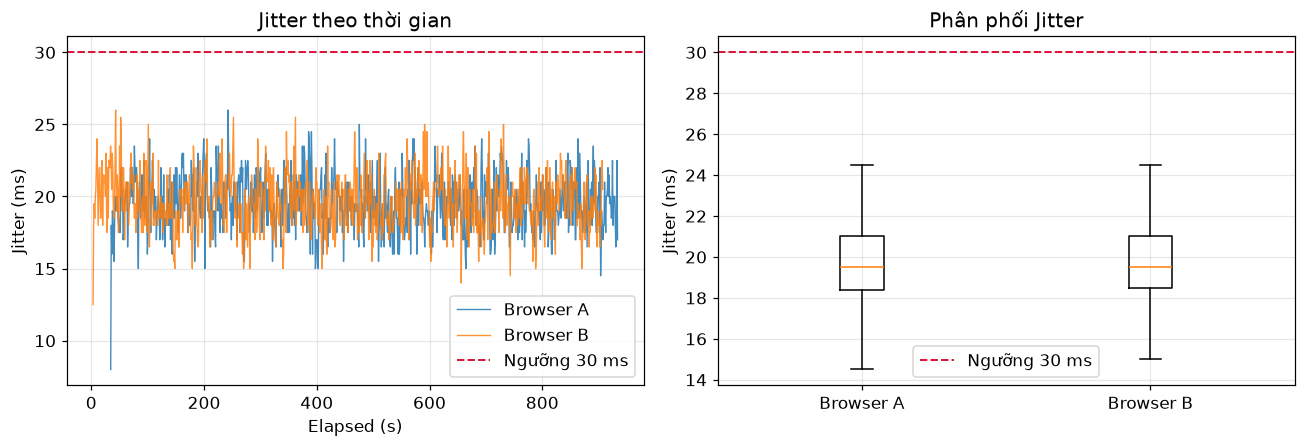 Jitter theo thời gian
Jitter (ms)
30
25
20
15
10
Browser A
Browser B
Ngưỡng 30 ms
0 200 400 600 800
Elapsed (s)
Phân phối Jitter
Jitter (ms)
30
28
26
24
22
20
18
16
14
Ngưỡng 30 ms
Browser A Browser B